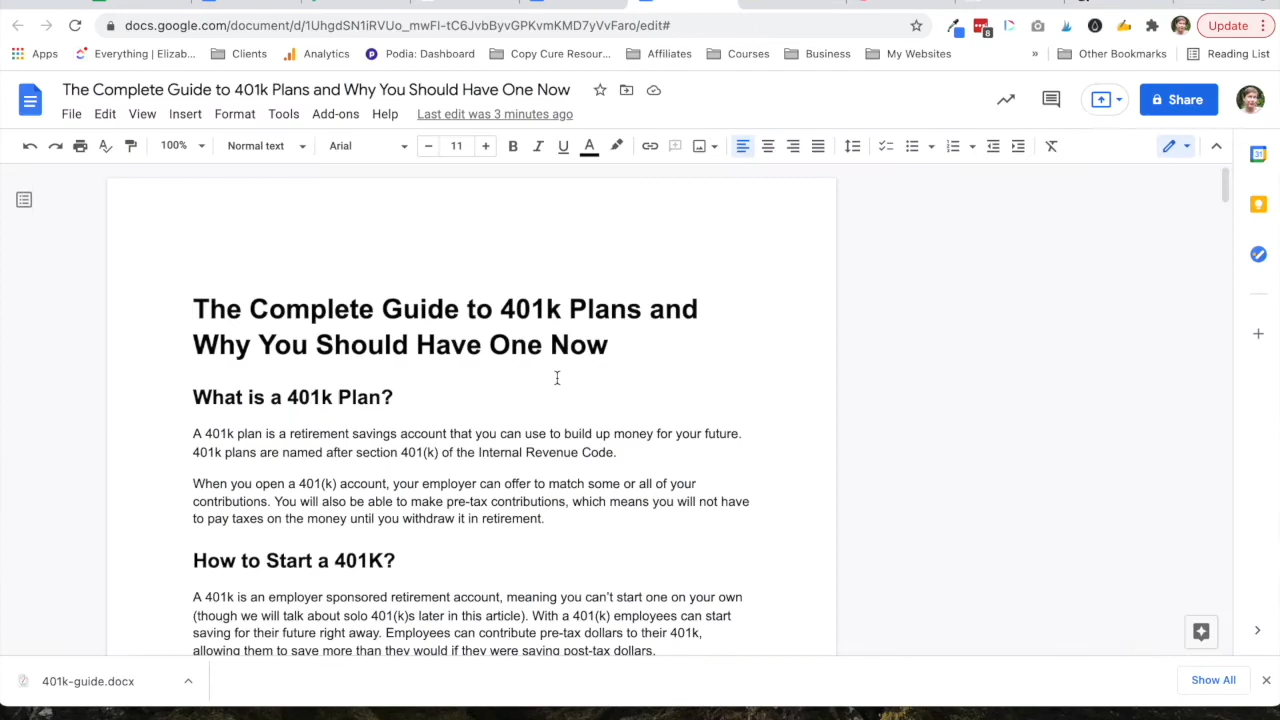 docs.google.com/document/d/1UhgdSN1iRVUo_mwFI-tC6JvbByvGPKvmKMD7yVvFaro/edit#
8
Update
Apps
Everything | Elizab...
Clients
Analytics
Podia: Dashboard
Copy Cure Resour...
Affiliates
Courses
Business
My Websites
»
Other Bookmarks
Reading List
The Complete Guide to 401k Plans and Why You Should Have One Now
Share
File Edit View Insert Format Tools Add-ons Help Last edit was 3 minutes ago
100% Normal text Arial 11 B I U A
31
The Complete Guide to 401k Plans and
Why You Should Have One Now
What is a 401k Plan?
A 401k plan is a retirement savings account that you can use to build up money for your future.
401k plans are named after section 401(k) of the Internal Revenue Code.
When you open a 401(k) account, your employer can offer to match some or all of your
contributions. You will also be able to make pre-tax contributions, which means you will not have
to pay taxes on the money until you withdraw it in retirement.
How to Start a 401K?
A 401k is an employer sponsored retirement account, meaning you can't start one on your own
(though we will talk about solo 401(k)s later in this article). With a 401(k) employees can start
saving for their future right away. Employees can contribute pre-tax dollars to their 401k,
allowing them to save more than they would if they were saving post-tax dollars.
401k-guide.docx
Show All